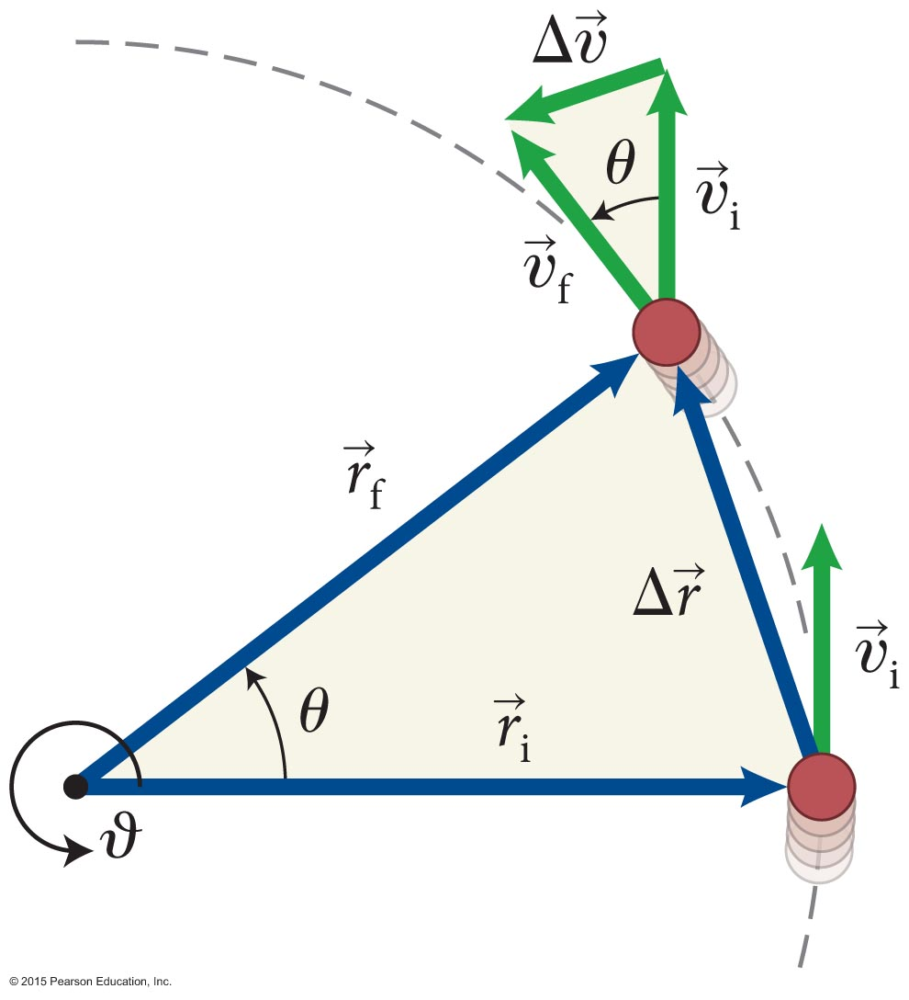 Δv⃗
θ
v⃗i
v⃗f
r⃗f
Δr⃗
v⃗i
θ
r⃗i
ϑ
© 2015 Pearson Education, Inc.